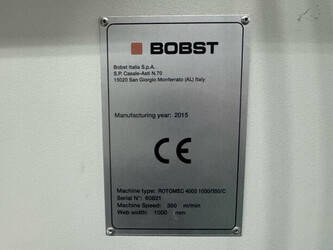 BOBST
Bobst Italia S.p.A.
S.P. Casale-Asti N.70
15020 San Giorgio Monferrato (AL) Italy
Manufacturing year: 2015
CE
Machine type: ROTOMEC 4003 1000/350/C
Serial N°: 60821
Machine Speed: 350 m/min
Web width: 1000 mm